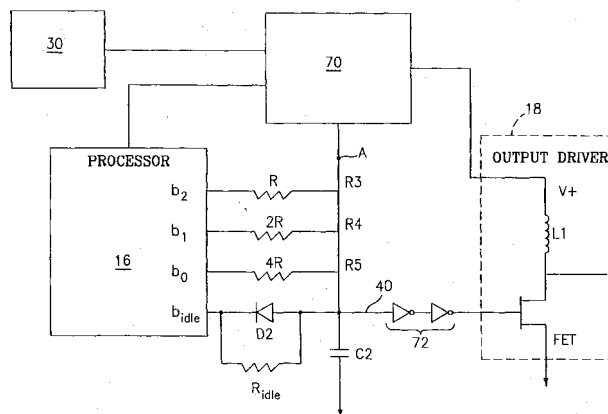 30
70
18
A
PROCESSOR
OUTPUT DRIVER
b2
R
R3
V+
b1
2R
R4
L1
16
b0
4R
R5
bidle
D2
40
72
C2
FET
Ridle